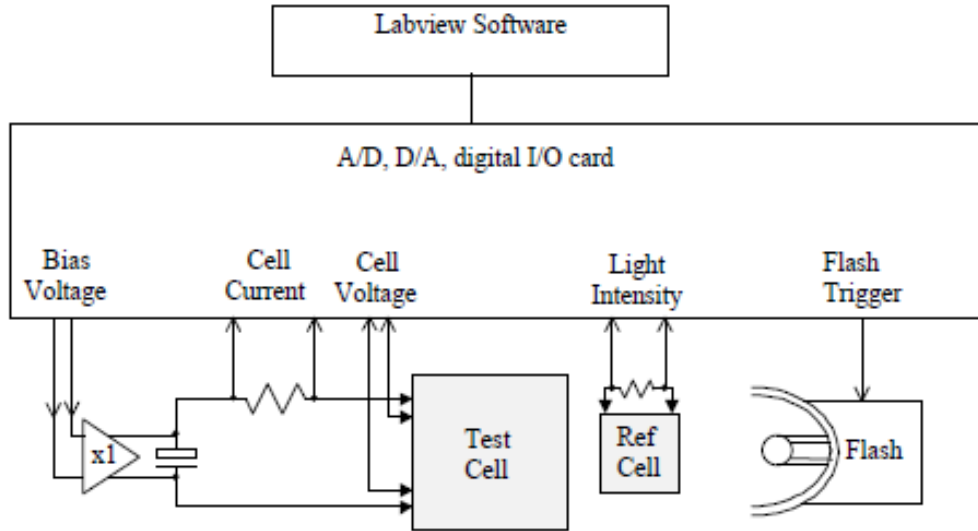 Labview Software
A/D, D/A, digital I/O card
Bias
Voltage
Cell
Current
Cell
Voltage
Light
Intensity
Flash
Trigger
x1
Test
Cell
Ref
Cell
Flash